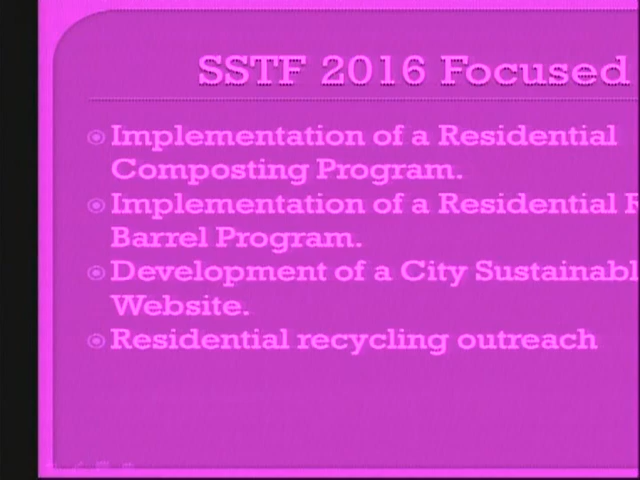 SSTF 2016 Focused
Implementation of a Residential
Composting Program.
Implementation of a Residential R
Barrel Program.
Development of a City Sustainabl
Website.
Residential recycling outreach